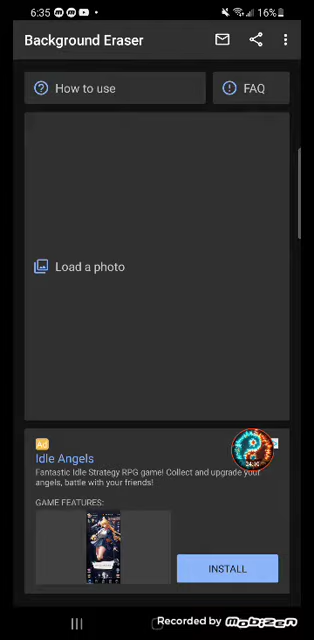 6:35 16%
Background Eraser
How to use
FAQ
Load a photo
Ad
Idle Angels
Fantastic Idle Strategy RPG game! Collect and upgrade your
angels, battle with your friends!
GAME FEATURES:
INSTALL
Recorded by Mobizen